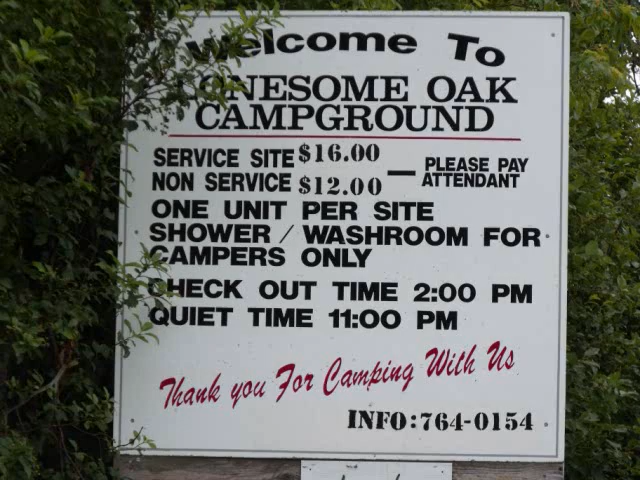 Welcome To
LONESOME OAK
CAMPGROUND
SERVICE SITE $16.00
NON SERVICE $12.00
— PLEASE PAY
ATTENDANT
ONE UNIT PER SITE
SHOWER / WASHROOM FOR
CAMPERS ONLY
CHECK OUT TIME 2:00 PM
QUIET TIME 11:00 PM
Thank you For Camping With Us
INFO:764-0154